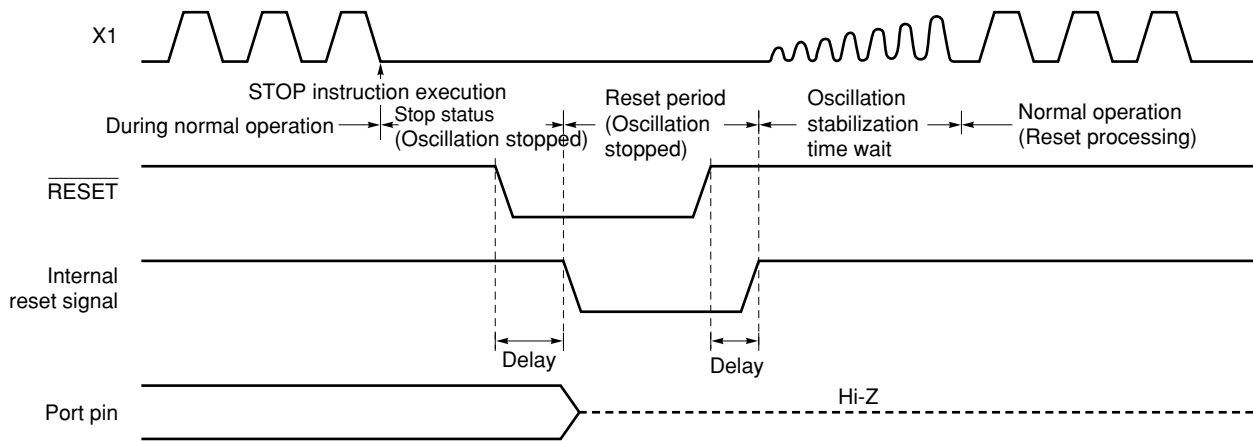 X1
STOP instruction execution
During normal operation
Stop status
(Oscillation stopped)
Reset period
(Oscillation
stopped)
Oscillation
stabilization
time wait
Normal operation
(Reset processing)
RESET
Internal
reset signal
Delay
Delay
Port pin
Hi-Z